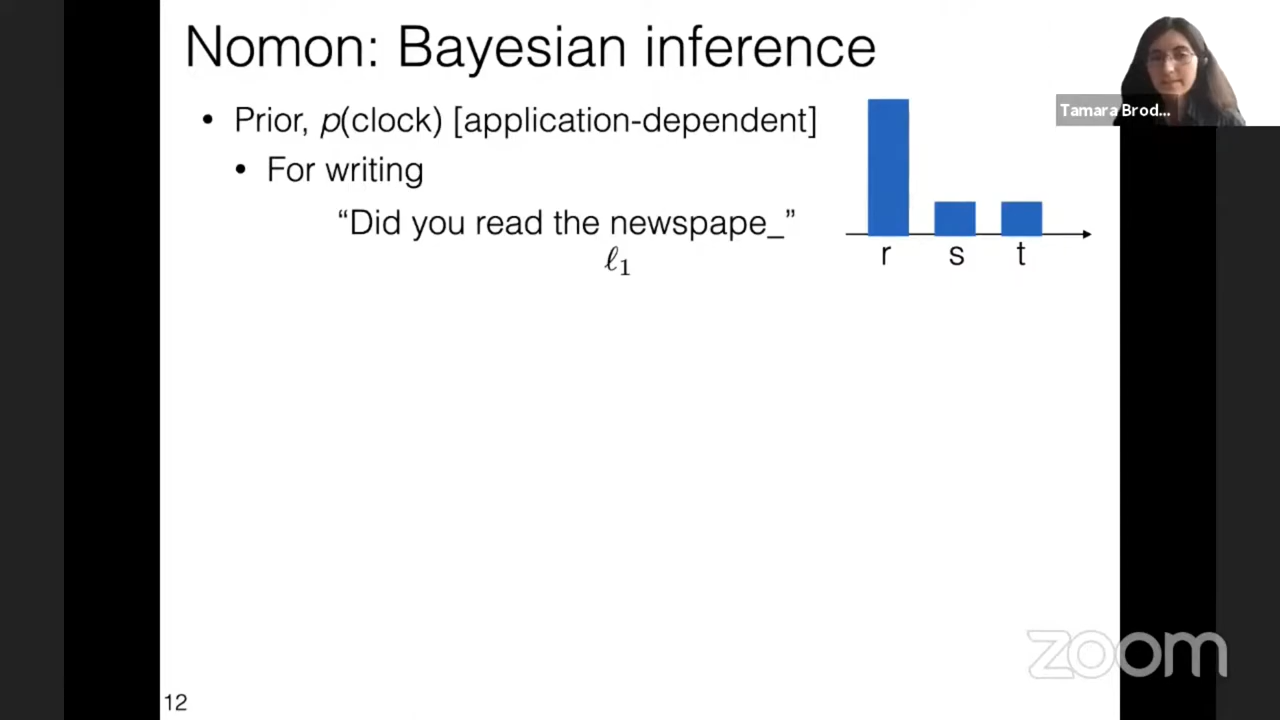 Nomon: Bayesian inference
• Prior, p(clock) [application-dependent]
• For writing
“Did you read the newspape_”
ℓ₁
r s t
Tamara Brod...
zoom
12